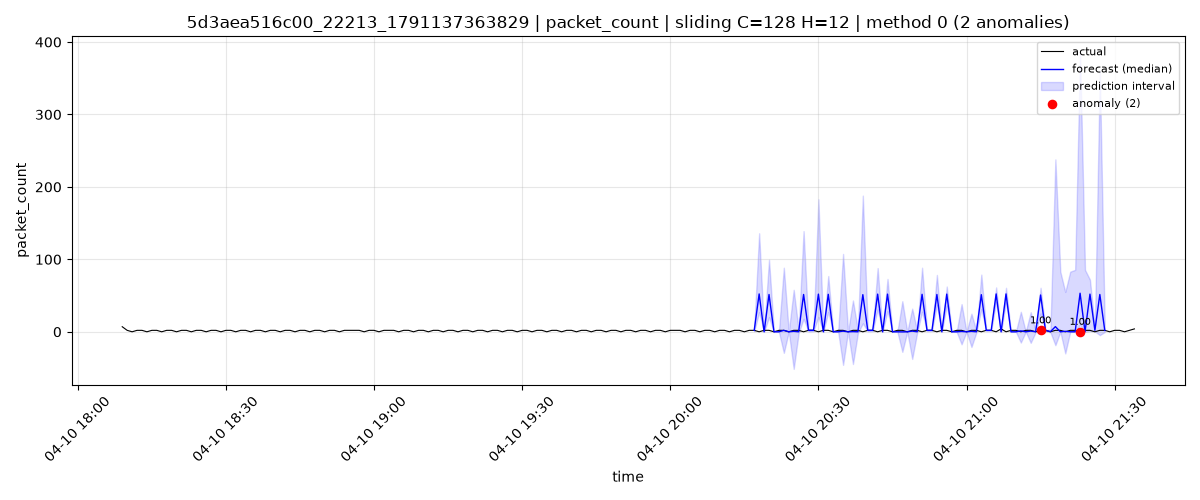 5d3aea516c00_22213_1791137363829 | packet_count | sliding C=128 H=12 | method 0 (2 anomalies)
400
300
200
100
0
packet_count
actual
forecast (median)
prediction interval
anomaly (2)
1.00
1.00
04-10 18:00
04-10 18:30
04-10 19:00
04-10 19:30
04-10 20:00
04-10 20:30
04-10 21:00
04-10 21:30
time